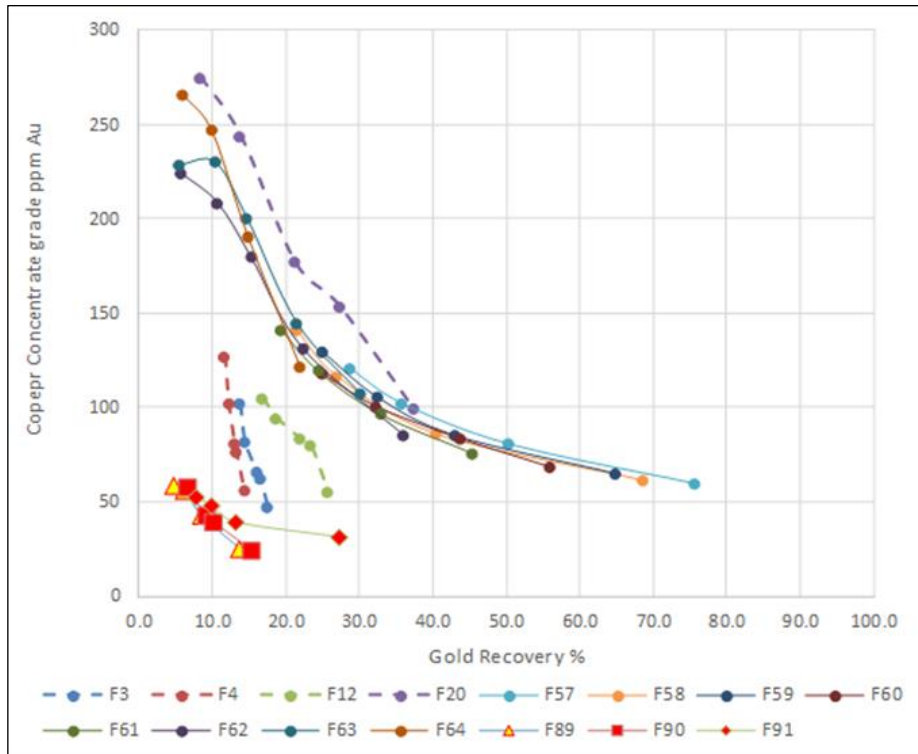 300
250
200
150
100
50
0
Copepr Concentrate grade ppm Au
0.0 10.0 20.0 30.0 40.0 50.0 60.0 70.0 80.0 90.0 100.0
Gold Recovery %
F3 F4 F12 F20 F57 F58 F59 F60
F61 F62 F63 F64 F89 F90 F91